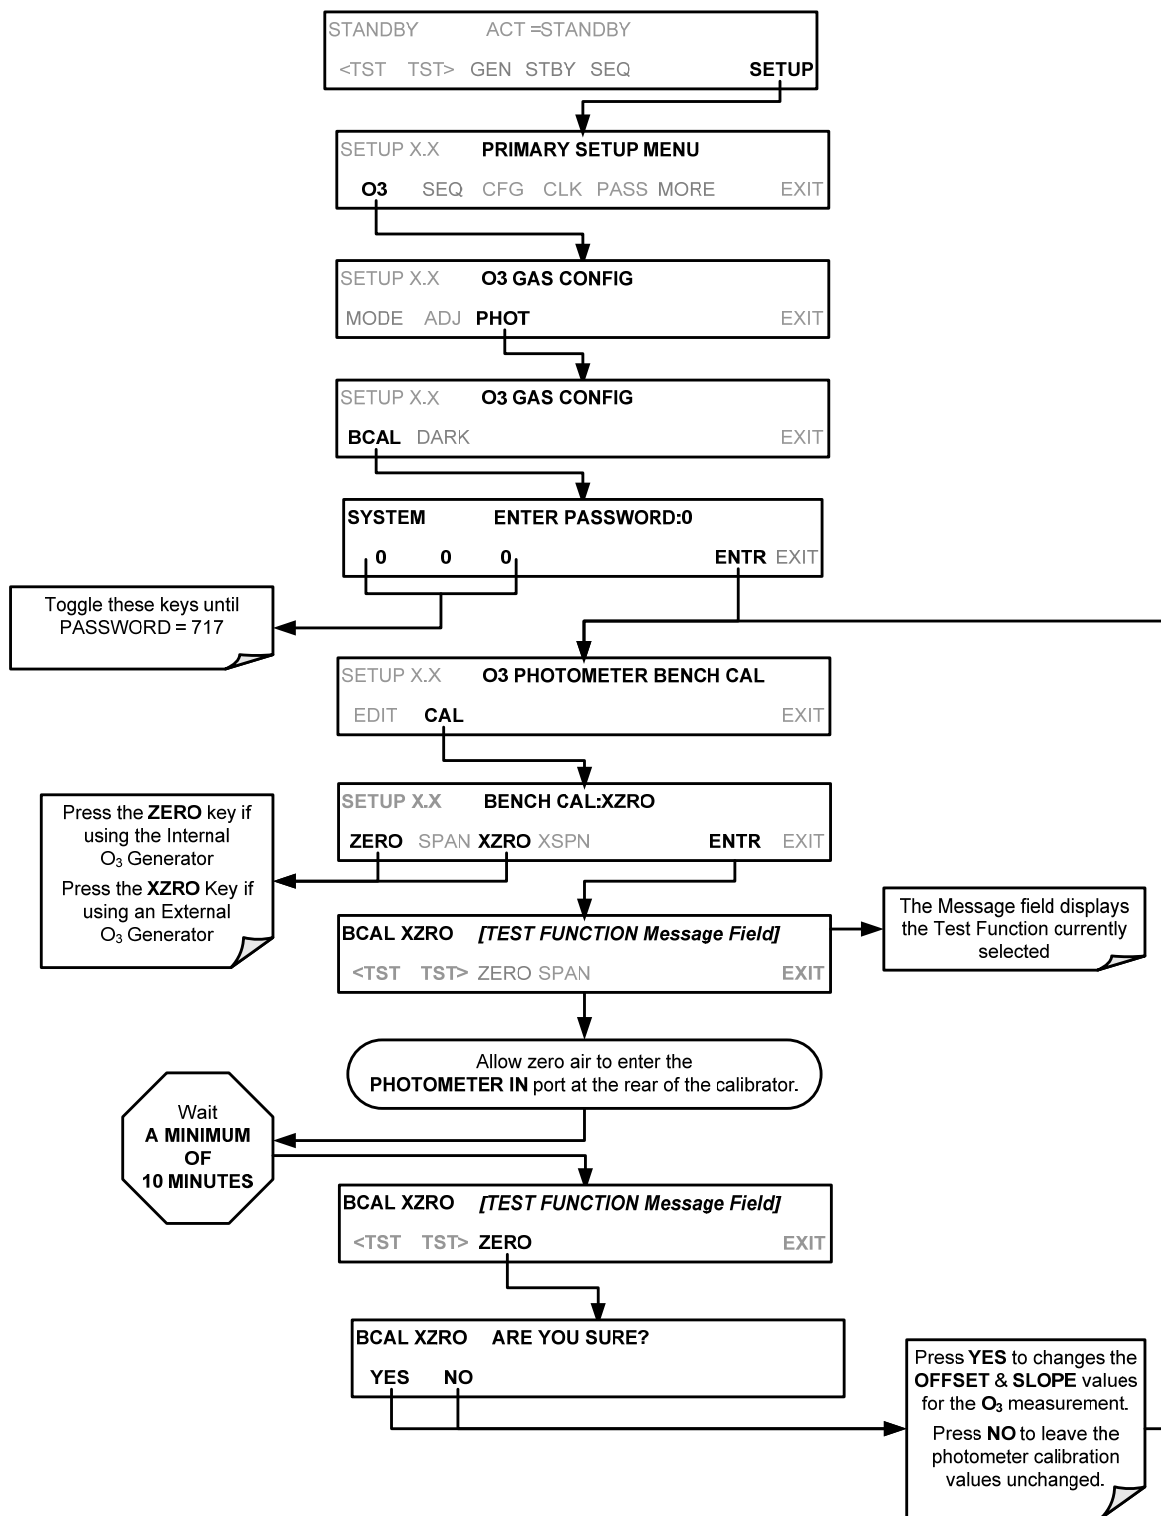 STANDBY ACT =STANDBY
<TST TST> GEN STBY SEQ SETUP
SETUP X.X PRIMARY SETUP MENU
O3 SEQ CFG CLK PASS MORE EXIT
SETUP X.X O3 GAS CONFIG
MODE ADJ PHOT EXIT
SETUP X.X O3 GAS CONFIG
BCAL DARK EXIT
SYSTEM ENTER PASSWORD:0
0 0 0 ENTR EXIT
Toggle these keys until
PASSWORD = 717
SETUP X.X O3 PHOTOMETER BENCH CAL
EDIT CAL EXIT
SETUP X.X BENCH CAL:XZRO
ZERO SPAN XZRO XSPN ENTR EXIT
Press the ZERO key if
using the Internal
O3 Generator
Press the XZRO Key if
using an External
O3 Generator
BCAL XZRO [TEST FUNCTION Message Field]
<TST TST> ZERO SPAN EXIT
The Message field displays
the Test Function currently
selected
Allow zero air to enter the
PHOTOMETER IN port at the rear of the calibrator.
Wait
A MINIMUM
OF
10 MINUTES
BCAL XZRO [TEST FUNCTION Message Field]
<TST TST> ZERO EXIT
BCAL XZRO ARE YOU SURE?
YES NO
Press YES to changes the
OFFSET & SLOPE values
for the O3 measurement.
Press NO to leave the
photometer calibration
values unchanged.